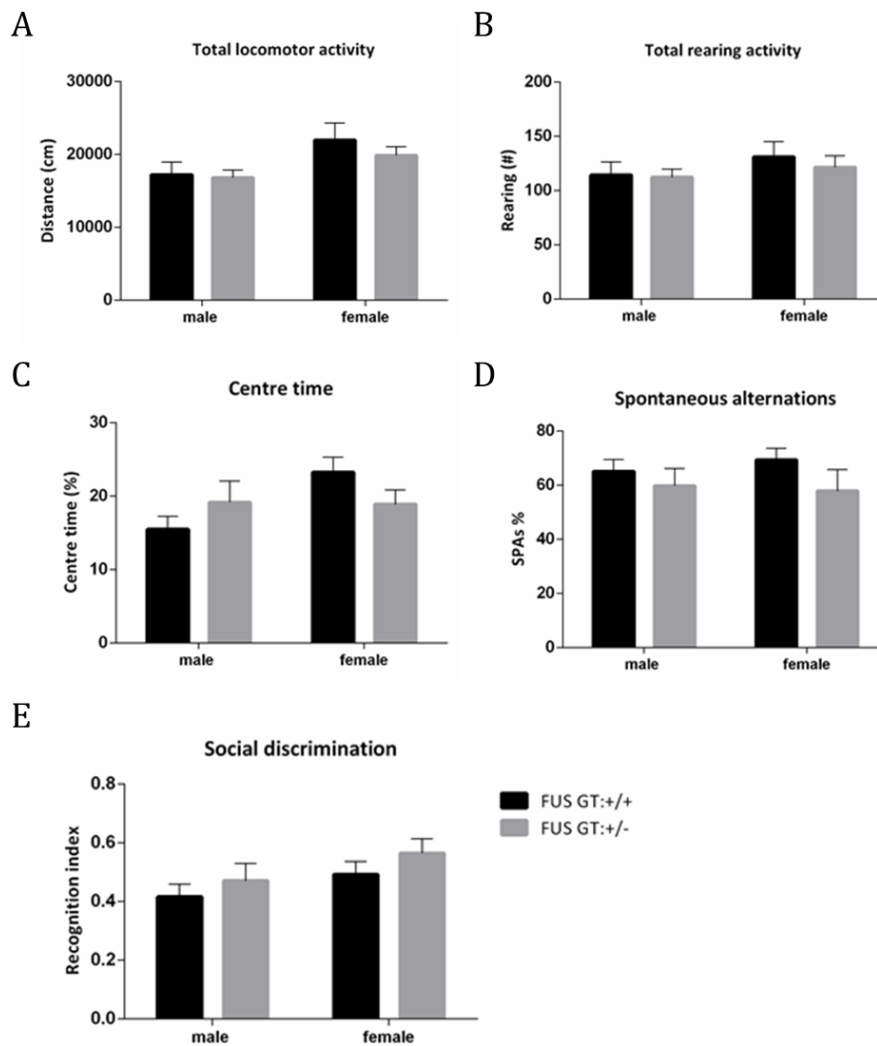 A
Total locomotor activity
Distance (cm)
30000
20000
10000
0
male female
B
Total rearing activity
Rearing (#)
200
150
100
50
0
male female
C
Centre time
Centre time (%)
30
20
10
0
male female
D
Spontaneous alternations
SPAs %
80
60
40
20
0
male female
E
Social discrimination
Recognition index
0.8
0.6
0.4
0.2
0.0
male female
FUS GT:+/+
FUS GT:+/-